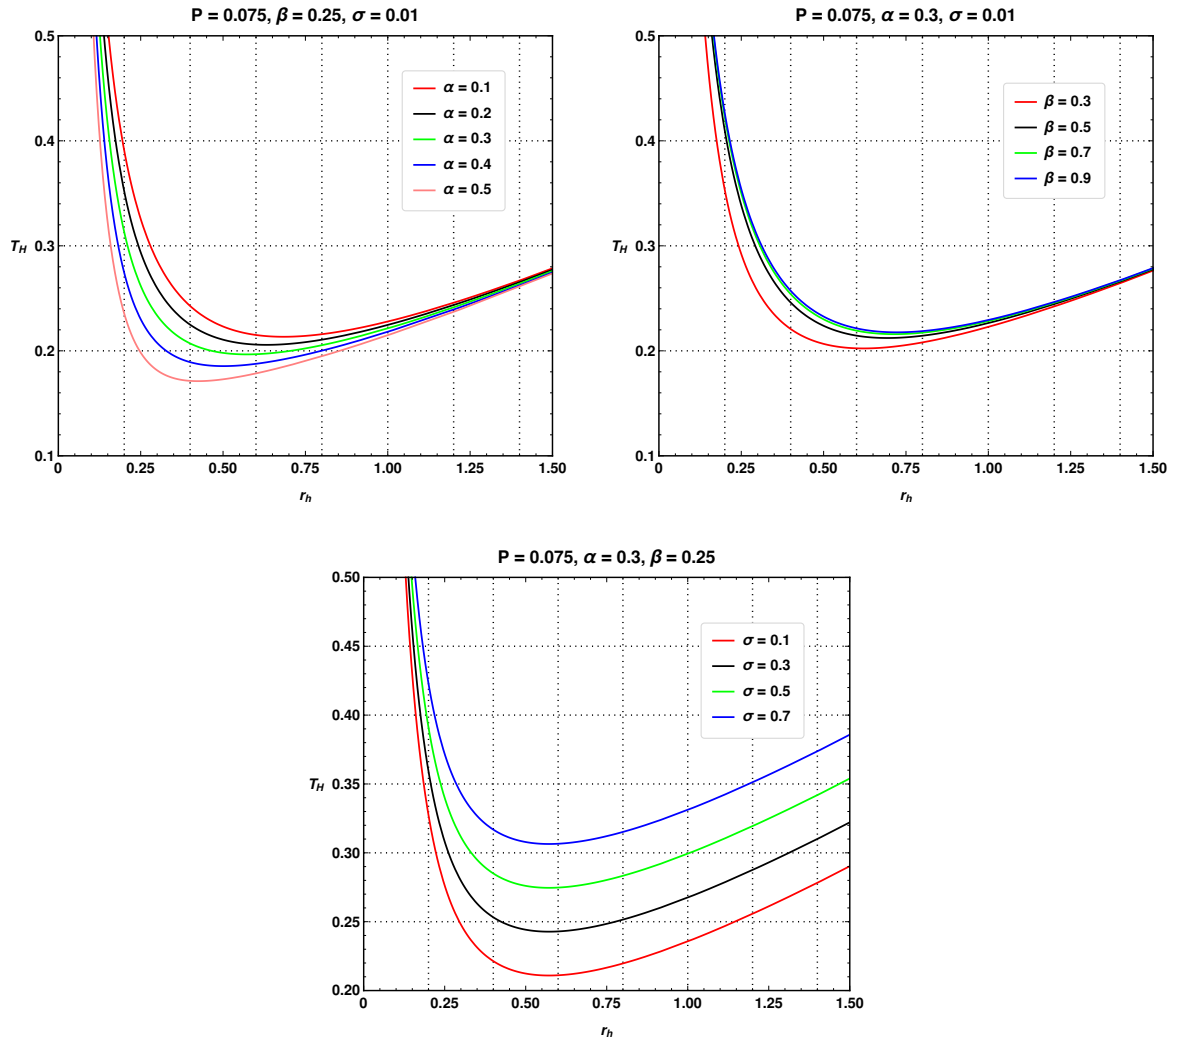 P = 0.075, β = 0.25, σ = 0.01
0.5
0.4
0.3
0.2
0.1
T_H
α = 0.1
α = 0.2
α = 0.3
α = 0.4
α = 0.5
0 0.25 0.50 0.75 1.00 1.25 1.50
r_h
P = 0.075, α = 0.3, σ = 0.01
0.5
0.4
0.3
0.2
0.1
T_H
β = 0.3
β = 0.5
β = 0.7
β = 0.9
0 0.25 0.50 0.75 1.00 1.25 1.50
r_h
P = 0.075, α = 0.3, β = 0.25
0.50
0.45
0.40
0.35
0.30
0.25
0.20
T_H
σ = 0.1
σ = 0.3
σ = 0.5
σ = 0.7
0 0.25 0.50 0.75 1.00 1.25 1.50
r_h